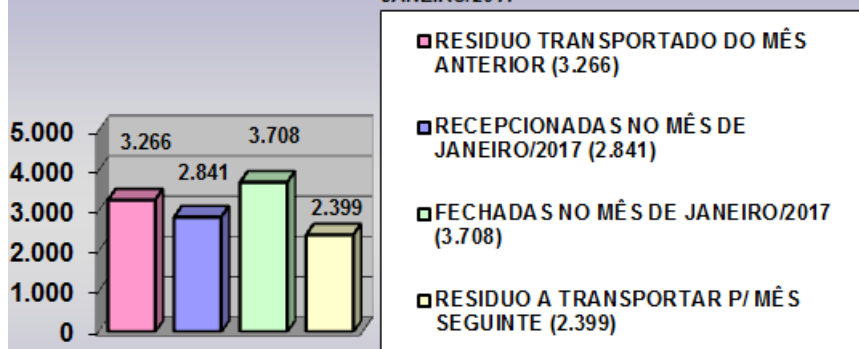 5.000
4.000
3.000
2.000
1.000
0
3.266
2.841
3.708
2.399
RESIDUO TRANSPORTADO DO MÊS
ANTERIOR (3.266)
RECEPCIONADAS NO MÊS DE
JANEIRO/2017 (2.841)
FECHADAS NO MÊS DE JANEIRO/2017
(3.708)
RESIDUO A TRANSPORTAR P/ MÊS
SEGUINTE (2.399)